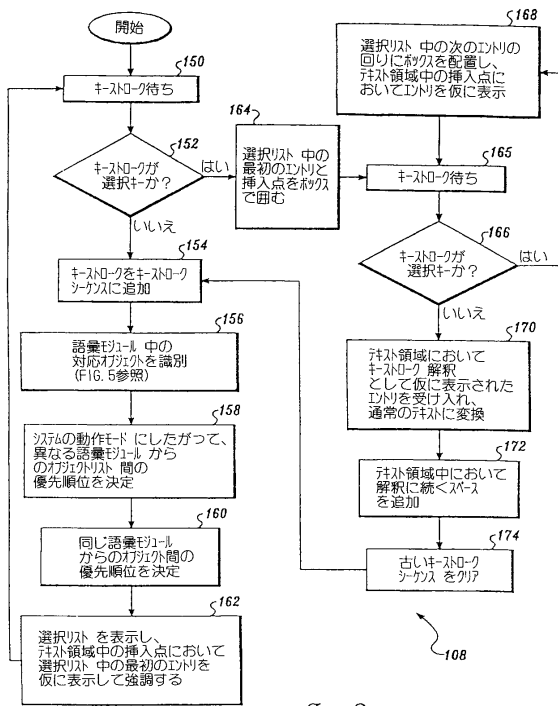 開始
150
キーストローク待ち
152
キーストロークが
選択キーか?
はい
いいえ
154
キーストロークをキーストローク
シーケンスに追加
156
語彙モジュール 中の
対応オブジェクトを識別
(FIG.5参照)
158
システムの動作モード にしたがって、
異なる語彙モジュール から
のオブジェクトリスト 間の
優先順位を決定
160
同じ語彙モジュール
からのオブジェクト間の
優先順位を決定
162
選択リスト を表示し、
テキスト領域中の挿入点において
選択リスト 中の最初のエントリを
仮に表示して強調する
164
選択リスト 中の
最初のエントリと
挿入点をボックス
で囲む
168
選択リスト 中の次のエントリの
回りにボックスを配置し、
テキスト領域中の挿入点に
おいてエントリを仮に表示
165
キーストローク待ち
166
キーストロークが
選択キーか?
はい
いいえ
170
テキスト領域において
キーストローク 解釈
として仮に表示された
エントリを受け入れ、
通常のテキストに変換
172
テキスト領域中において
解釈に続くスペース
を追加
174
古いキーストローク
シーケンス をクリア
108